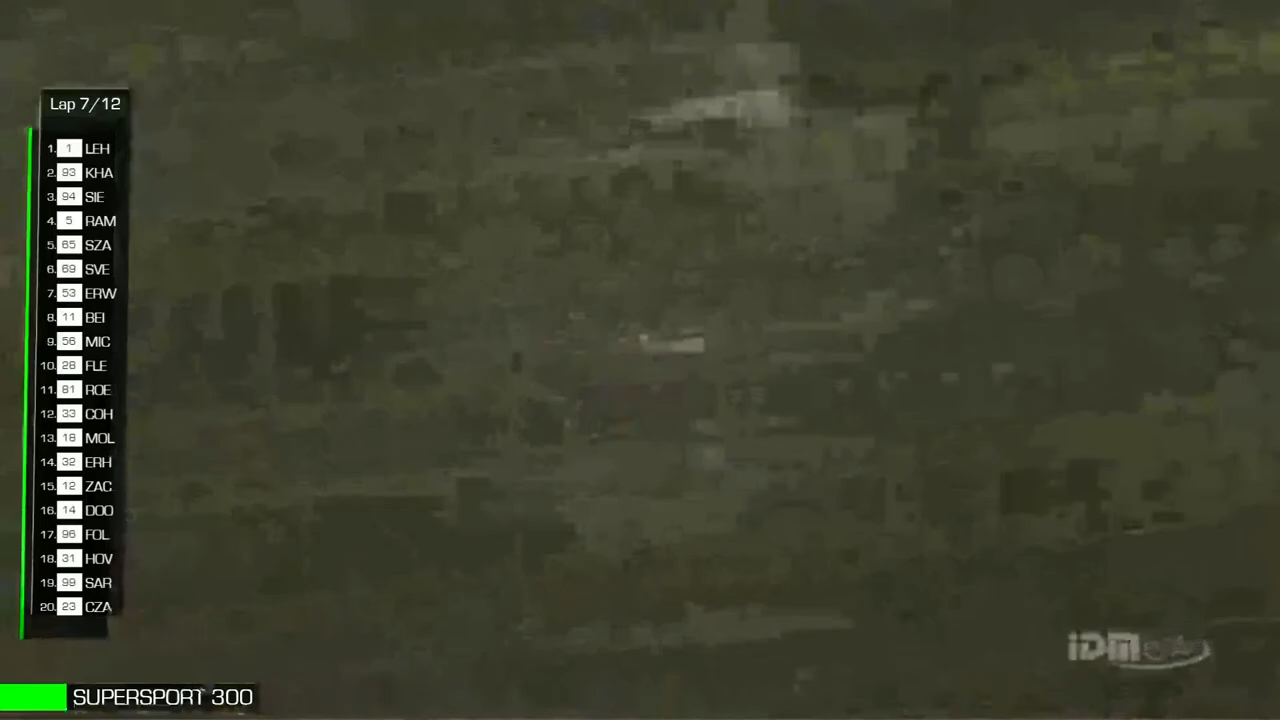 Lap 7/12
1. 1 LEH
2. 93 KHA
3. 94 SIE
4. 5 RAM
5. 65 SZA
6. 69 SVE
7. 53 ERW
8. 11 BEI
9. 56 MIC
10. 28 FLE
11. 81 ROE
12. 33 COH
13. 18 MOL
14. 32 ERH
15. 12 ZAC
16. 14 DOO
17. 96 FOL
18. 31 HOV
19. 99 SAR
20. 23 CZA
iDM
SUPERSPORT 300